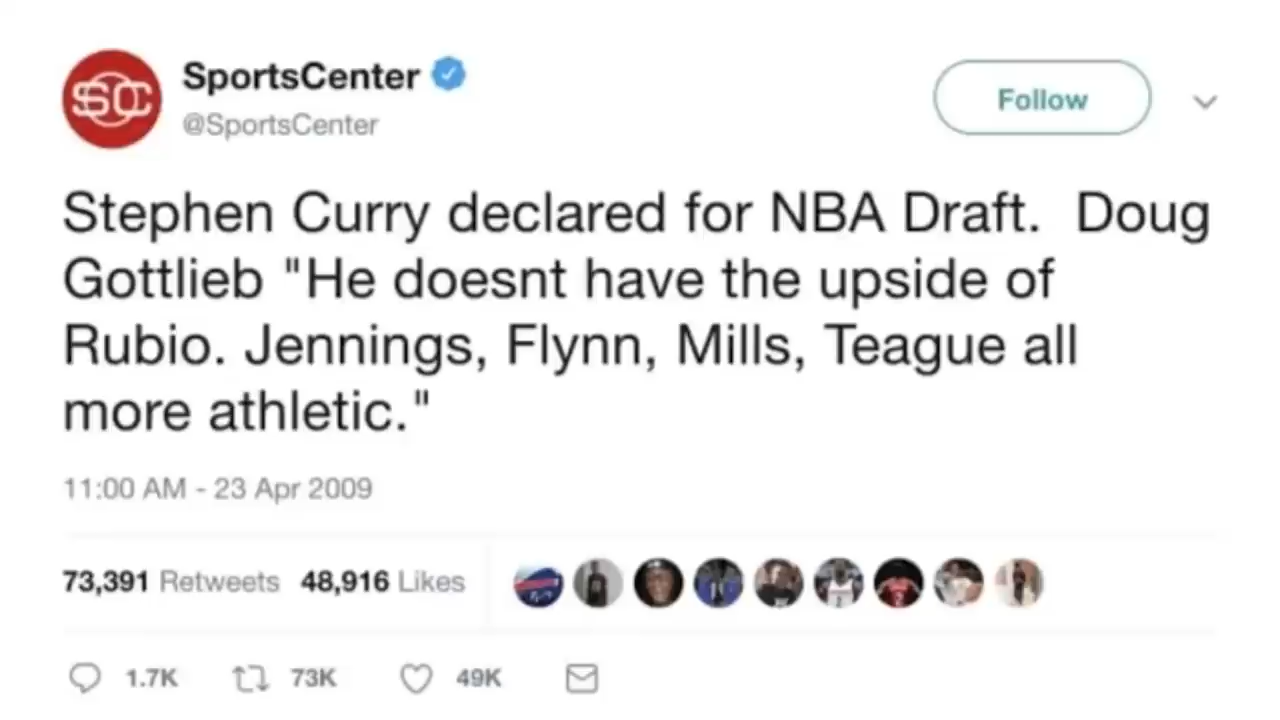 SC
SportsCenter
@SportsCenter
Follow
Stephen Curry declared for NBA Draft.  Doug
Gottlieb "He doesnt have the upside of
Rubio. Jennings, Flynn, Mills, Teague all
more athletic."
11:00 AM - 23 Apr 2009
73,391 Retweets 48,916 Likes
1.7K 73K 49K